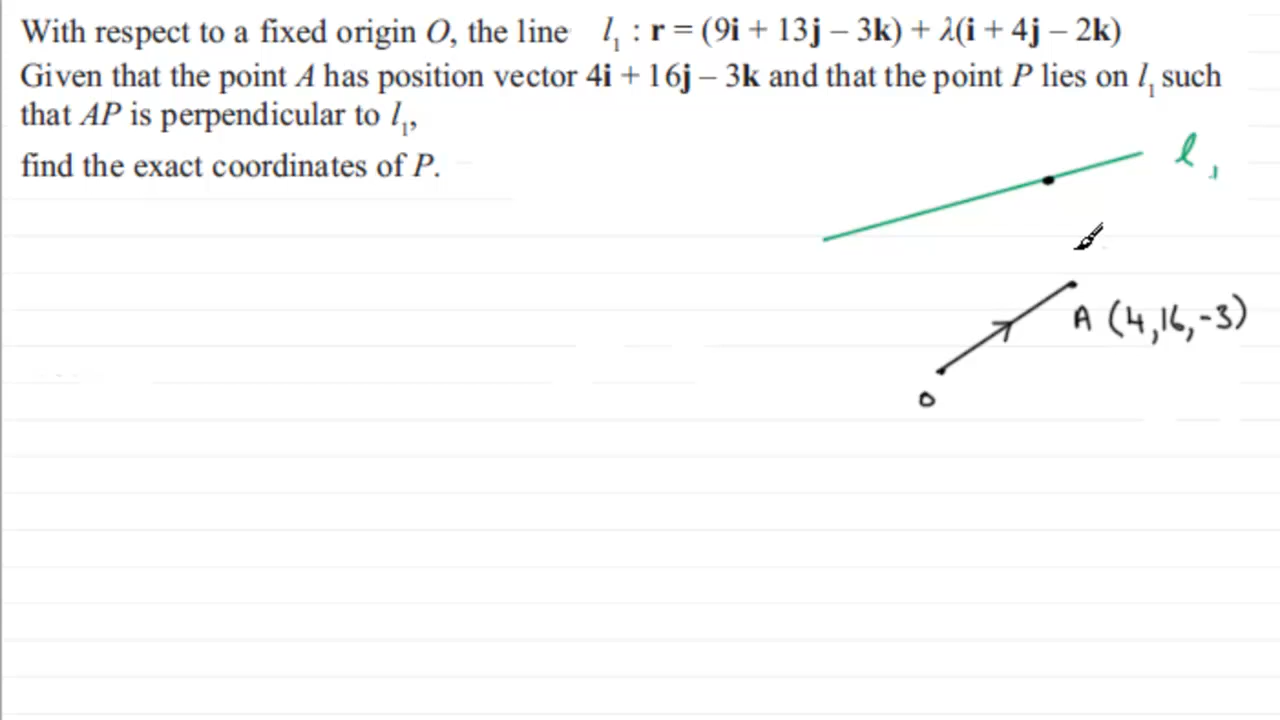 With respect to a fixed origin O, the line l₁ : r = (9i + 13j – 3k) + λ(i + 4j – 2k)
Given that the point A has position vector 4i + 16j – 3k and that the point P lies on l₁ such
that AP is perpendicular to l₁,
find the exact coordinates of P.
l₁
A (4,16,-3)
O